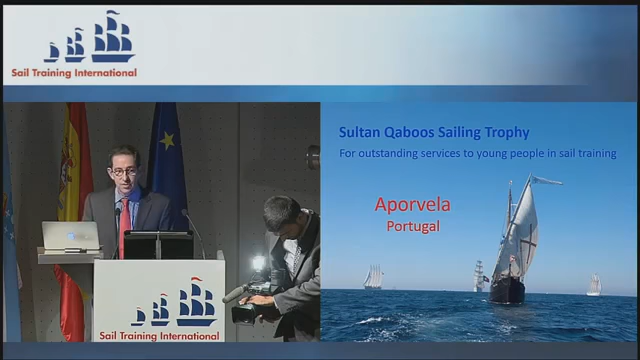 Sail Training International
Sultan Qaboos Sailing Trophy
For outstanding services to young people in sail training
Aporvela
Portugal
Sail Training International